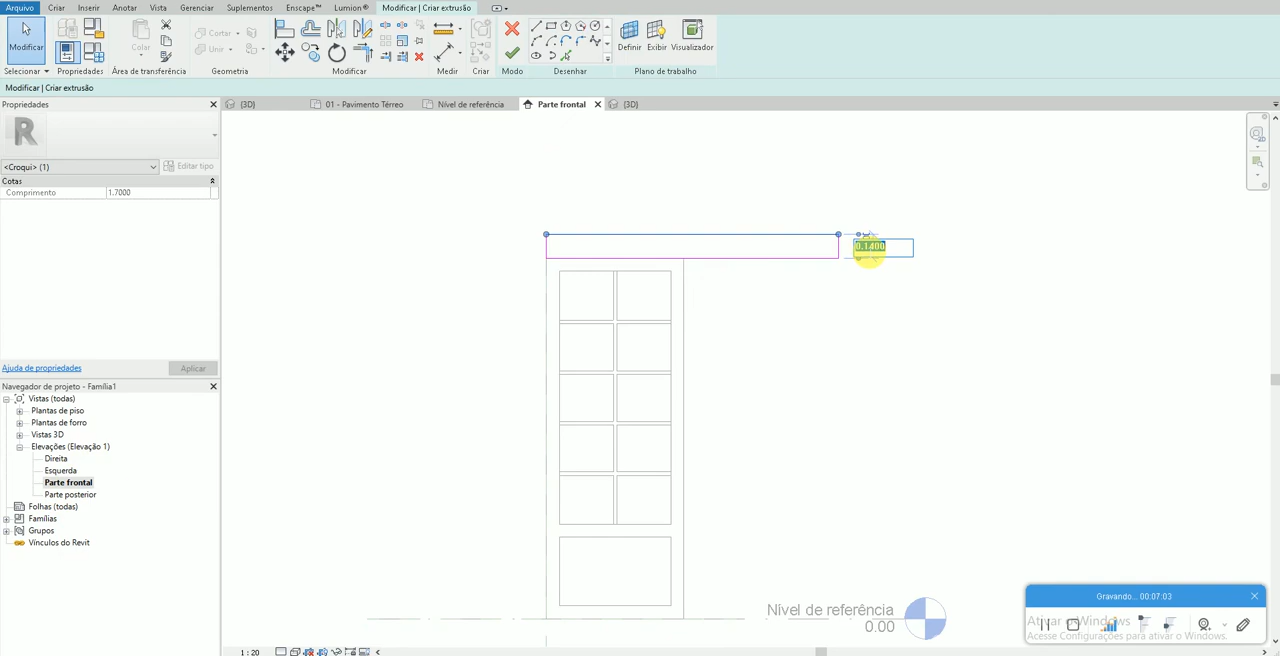 Arquivo Criar Inserir Anotar Vista Gerenciar Suplementos Enscape™ Lumion® Modificar | Criar extrusão
Modificar Colar Cortar Unir Definir Exibir Visualizador
Selecionar Propriedades Área de transferência Geometria Modificar Medir Criar Modo Desenhar Plano de trabalho
Modificar | Criar extrusão
Propriedades
{3D} 01 - Pavimento Térreo Nível de referência Parte frontal {3D}
<Croqui> (1) Editar tipo
Cotas
Comprimento 1.7000
0.1400
Ajuda de propriedades Aplicar
Navegador de projeto - Família1
Vistas (todas)
Plantas de piso
Plantas de forro
Vistas 3D
Elevações (Elevação 1)
Direita
Esquerda
Parte frontal
Parte posterior
Folhas (todas)
Famílias
Grupos
Vínculos do Revit
Nível de referência
0.00
Gravando... 00:07:03
Ativar o Windows
Acesse Configurações para ativar o Windows.
1 : 20